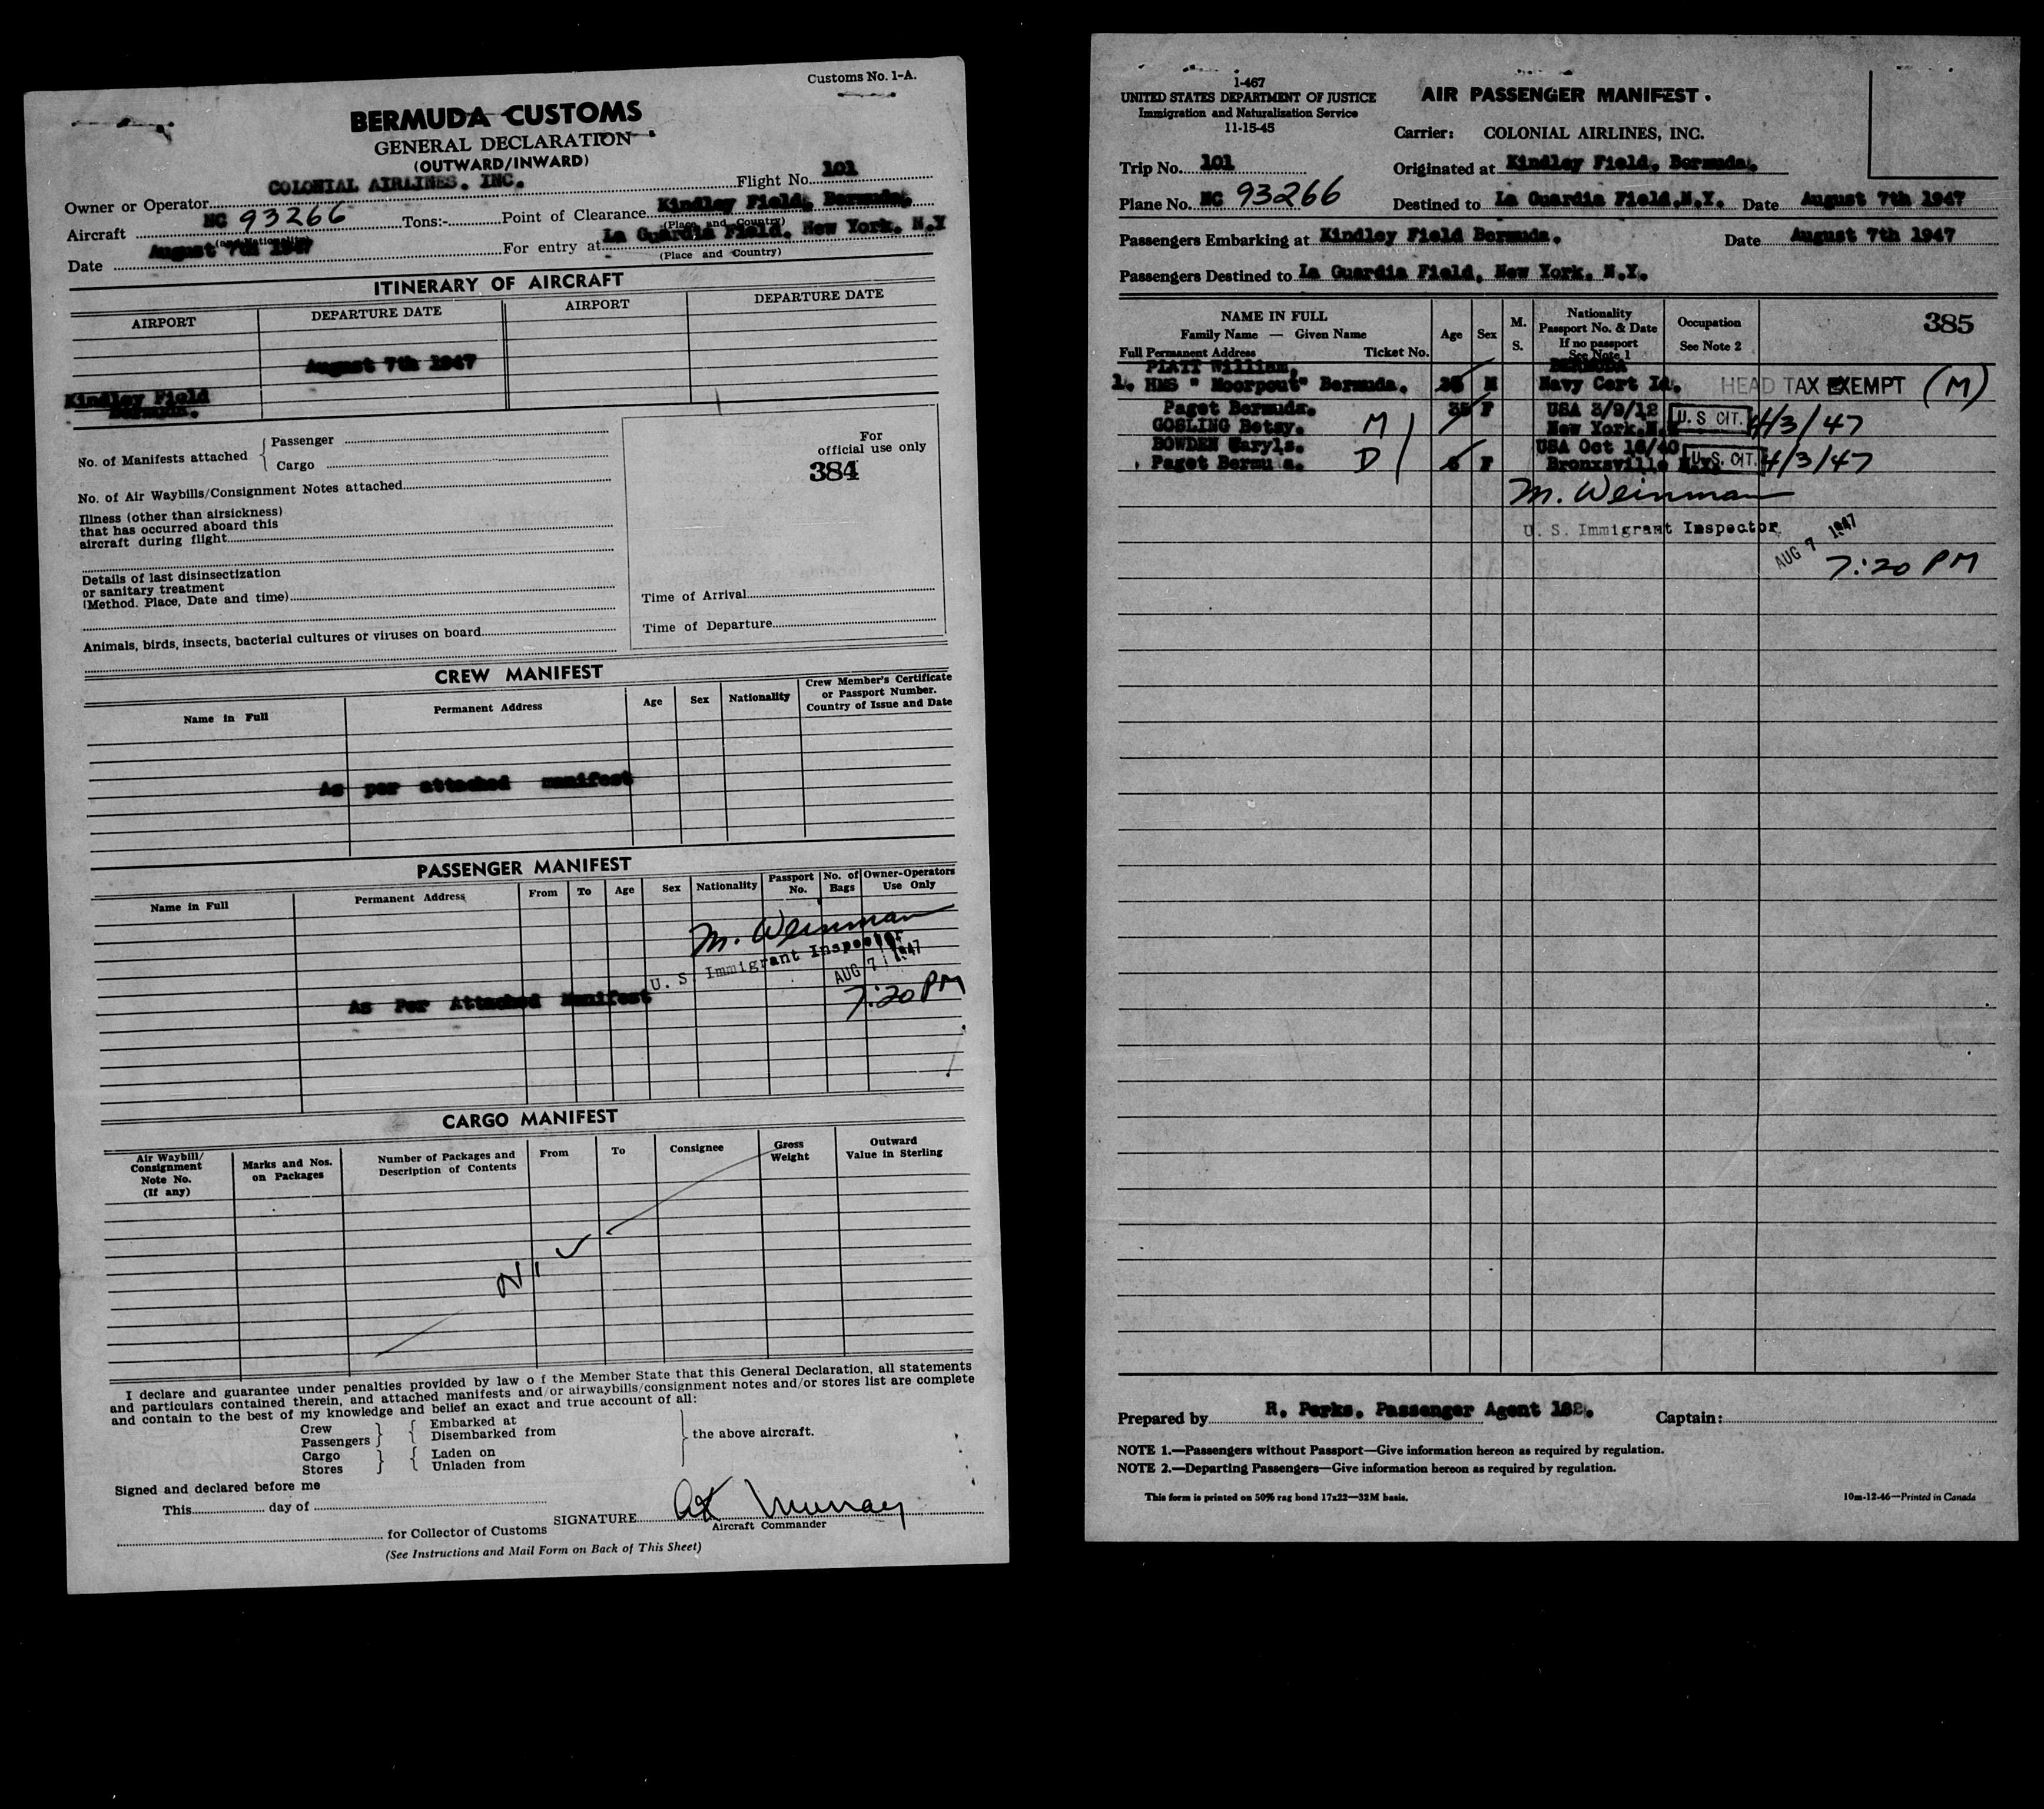 Customs No. 1-A.
BERMUDA CUSTOMS
GENERAL DECLARATION
(OUTWARD/INWARD)
Owner or Operator COLONIAL AIRLINES. INC. Flight No. 101
Aircraft NC 93266 Tons:- Point of Clearance Kindley Field, Bermuda,
(and Nationality) (Place and Country)
Date August 7th 1947 For entry at La Guardia Field, New York. N.Y
(Place and Country)
ITINERARY OF AIRCRAFT
AIRPORT DEPARTURE DATE AIRPORT DEPARTURE DATE
August 7th 1947
Kindley Field
Bermuda.
No. of Manifests attached { Passenger
Cargo
No. of Air Waybills/Consignment Notes attached
Illness (other than airsickness)
that has occurred aboard this
aircraft during flight
Details of last disinsectization
or sanitary treatment
(Method. Place, Date and time)
Animals, birds, insects, bacterial cultures or viruses on board
For
official use only
384
Time of Arrival
Time of Departure
CREW MANIFEST
Name in Full Permanent Address Age Sex Nationality Crew Member's Certificate
or Passport Number.
Country of Issue and Date
As per attached manifest
PASSENGER MANIFEST
Name in Full Permanent Address From To Age Sex Nationality Passport No. No. of Bags Owner-Operators Use Only
M. Weinman
U. S. Immigrant Inspector
AUG 7 1947
As Per Attached Manifest
7:20 PM
CARGO MANIFEST
Air Waybill/
Consignment
Note No.
(If any)
Marks and Nos.
on Packages
Number of Packages and
Description of Contents
From To Consignee Gross
Weight
Outward
Value in Sterling
I declare and guarantee under penalties provided by law o f the Member State that this General Declaration, all statements
and particulars contained therein, and attached manifests and/or airwaybills/consignment notes and/or stores list are complete
and contain to the best of my knowledge and belief an exact and true account of all:
Crew
Passengers } { Embarked at
Disembarked from
Cargo
Stores } { Laden on
Unladen from
} the above aircraft.
Signed and declared before me
This day of
SIGNATURE Murray
Aircraft Commander
for Collector of Customs
(See Instructions and Mail Form on Back of This Sheet)
1-467
UNITED STATES DEPARTMENT OF JUSTICE
Immigration and Naturalization Service
11-15-45
AIR PASSENGER MANIFEST.
Carrier: COLONIAL AIRLINES, INC.
Trip No. 101 Originated at Kindley Field, Bermuda.
Plane No. NC 93266 Destined to La Guardia Field.N.Y. Date August 7th 1947
Passengers Embarking at Kindley Field Bermuda. Date August 7th 1947
Passengers Destined to La Guardia Field, New York. N.Y.
NAME IN FULL
Family Name — Given Name
Full Permanent Address Ticket No.
Age Sex M. S.
Nationality
Passport No. & Date
If no passport
See Note 1
Occupation
See Note 2
385
PIATT William, BERMUDA
1. HMS " Moorpout" Bermuda. M Navy Cert Id. HEAD TAX EXEMPT (M)
Paget Bermuda. 35 F USA 3/9/12 U. S CIT. 4/3/47
GOSLING Betsy. M New York.N.Y.
BOWDEN Caryls. USA Oct 16/40
Paget Bermuda. D F Bronxsville N.Y. U. S. CIT. 4/3/47
M. Weinman
U. S. Immigrant Inspector
AUG 7 1947
7:20 PM
Prepared by R. Perks. Passenger Agent Captain:
NOTE 1.—Passengers without Passport—Give information hereon as required by regulation.
NOTE 2.—Departing Passengers—Give information hereon as required by regulation.
This form is printed on 50% rag bond 17x22—32M basis.
10m-12-46—Printed in Canada